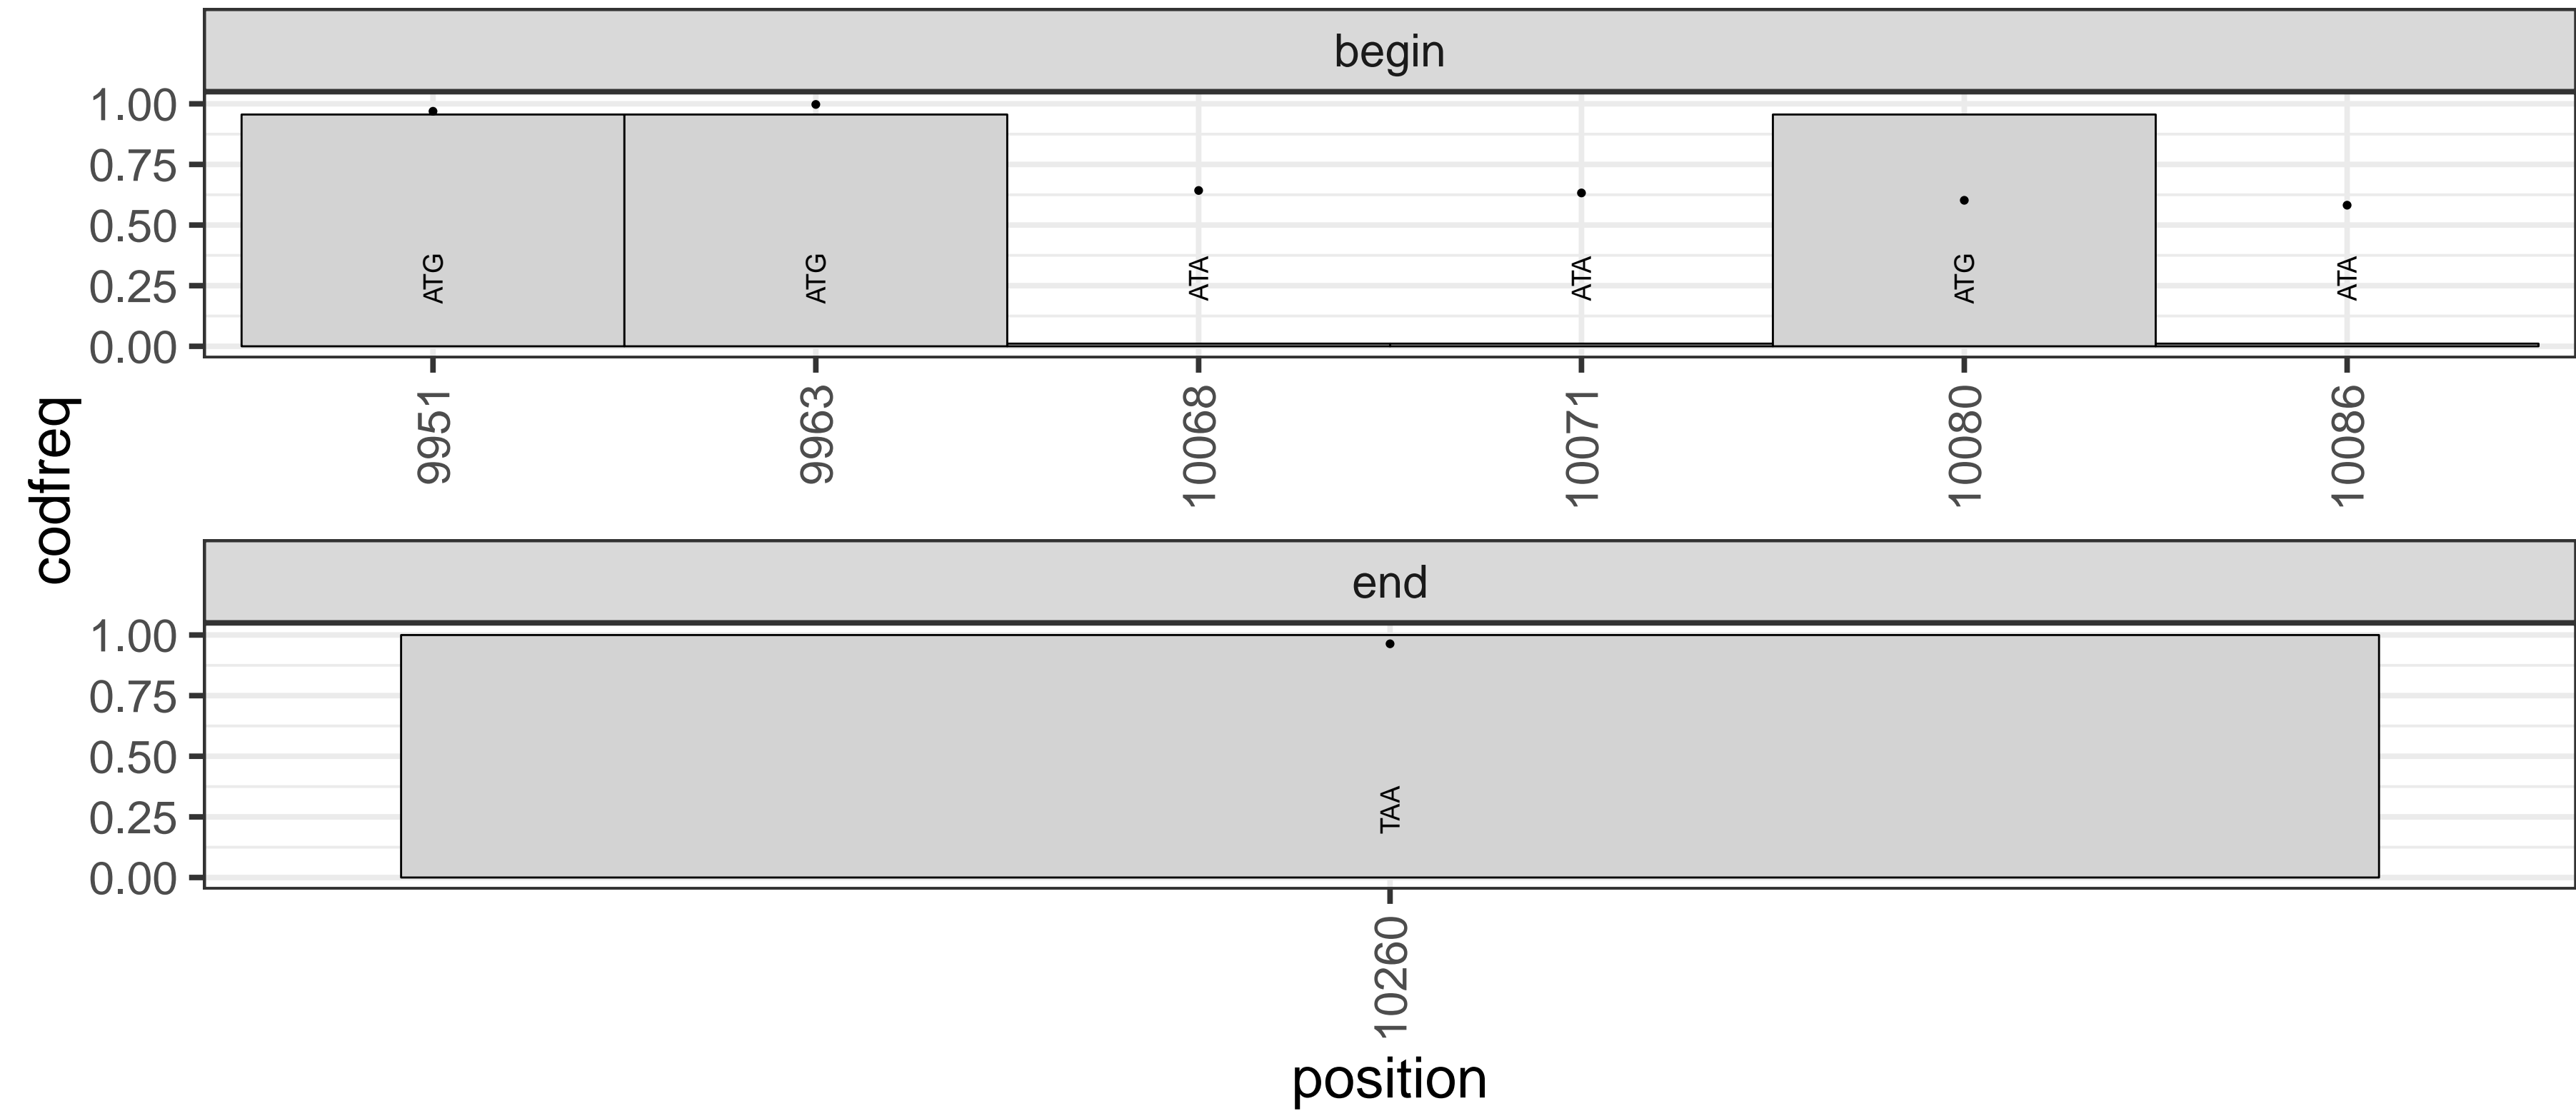 begin
1.00
0.75
0.50
0.25
0.00
ATG
ATG
ATA
ATA
ATG
ATA
9951
9963
10068
10071
10080
10086
codfreq
end
1.00
0.75
0.50
0.25
0.00
TAA
10260
position